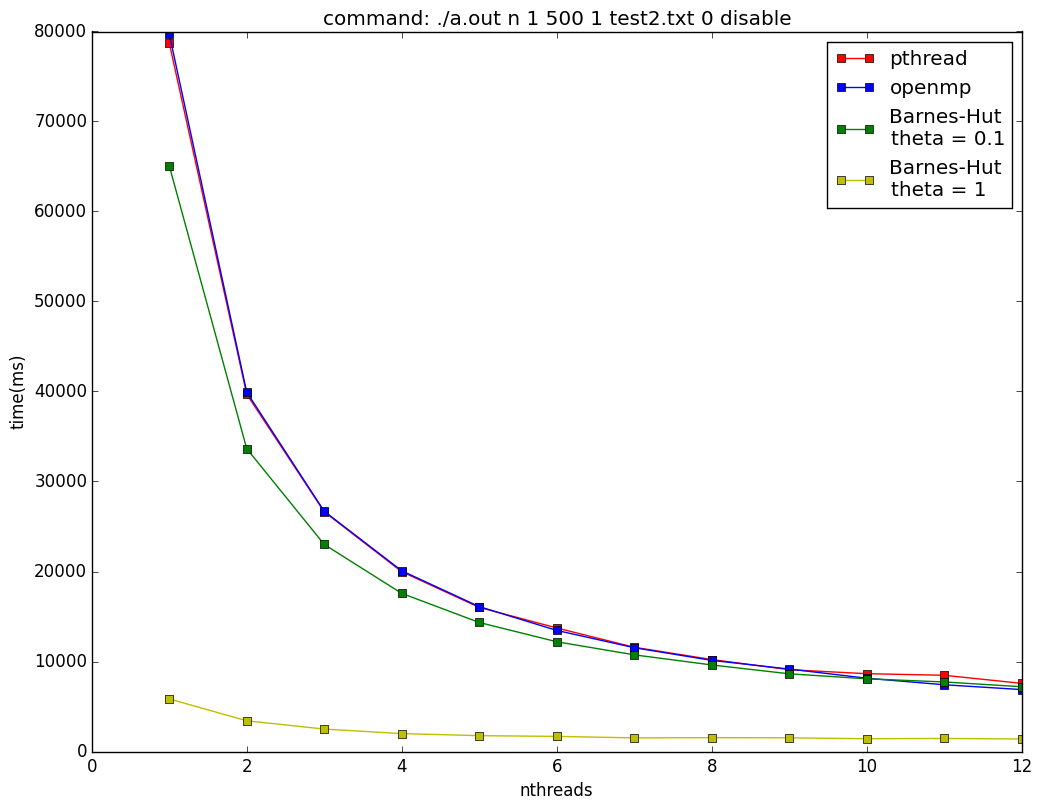 command: ./a.out n 1 500 1 test2.txt 0 disable
80000
70000
60000
50000
40000
30000
20000
10000
0
time(ms)
pthread
openmp
Barnes-Hut
theta = 0.1
Barnes-Hut
theta = 1
0 2 4 6 8 10 12
nthreads